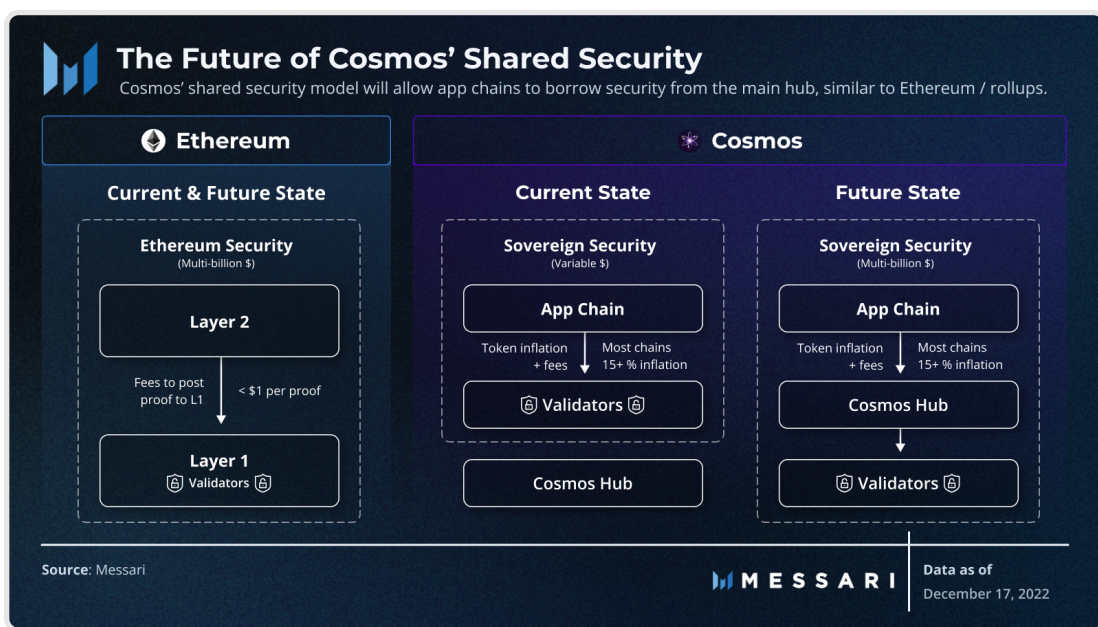 The Future of Cosmos’ Shared Security
Cosmos’ shared security model will allow app chains to borrow security from the main hub, similar to Ethereum / rollups.
Ethereum
Current & Future State
Ethereum Security
(Multi-billion $)
Layer 2
Fees to post
proof to L1
< $1 per proof
Layer 1
Validators
Cosmos
Current State
Sovereign Security
(Variable $)
App Chain
Token inflation
+ fees
Most chains
15+ % inflation
Validators
Cosmos Hub
Future State
Sovereign Security
(Multi-billion $)
App Chain
Token inflation
+ fees
Most chains
15+ % inflation
Cosmos Hub
Validators
Source: Messari
MESSARI
Data as of
December 17, 2022